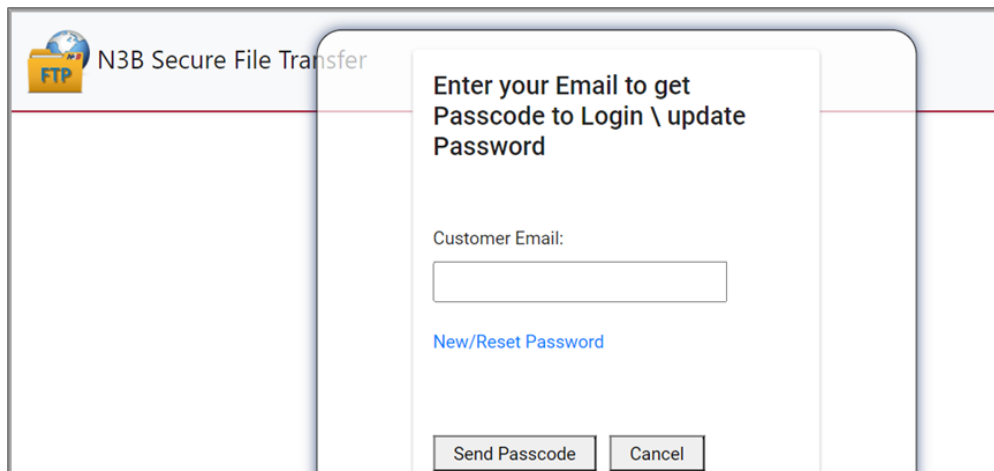 FTP
N3B Secure File Transfer
Enter your Email to get
Passcode to Login \ update
Password
Customer Email:
New/Reset Password
Send Passcode
Cancel